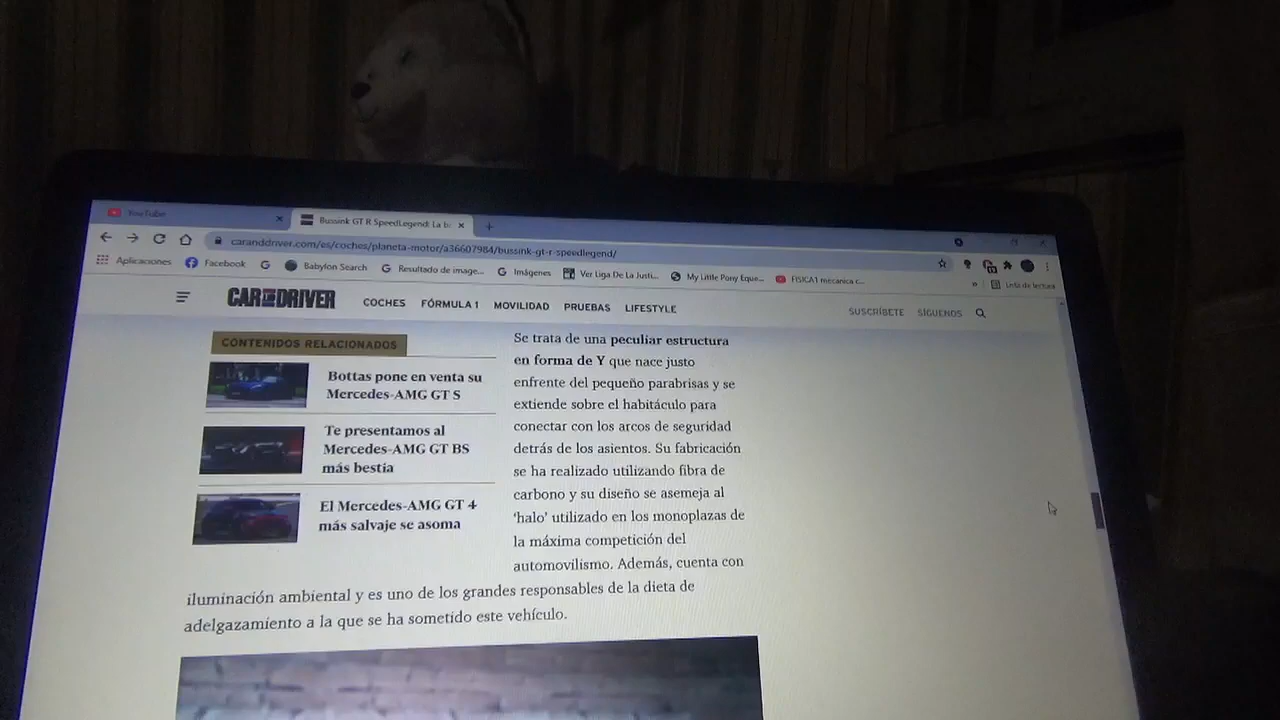 YouTube
Bussink GT R SpeedLegend: La b
caranddriver.com/es/coches/planeta-motor/a36607984/bussink-gt-r-speedlegend/
Aplicaciones Facebook Babylon Search Resultado de image... Imágenes Ver Liga De La Justi... My Little Pony Eque... FISICA1 mecanica c... » Lista de lectura
CAR AND DRIVER COCHES FÓRMULA 1 MOVILIDAD PRUEBAS LIFESTYLE SUSCRÍBETE SÍGUENOS
CONTENIDOS RELACIONADOS
Bottas pone en venta su
Mercedes-AMG GT S
Te presentamos al
Mercedes-AMG GT BS
más bestia
El Mercedes-AMG GT 4
más salvaje se asoma
Se trata de una peculiar estructura
en forma de Y que nace justo
enfrente del pequeño parabrisas y se
extiende sobre el habitáculo para
conectar con los arcos de seguridad
detrás de los asientos. Su fabricación
se ha realizado utilizando fibra de
carbono y su diseño se asemeja al
‘halo’ utilizado en los monoplazas de
la máxima competición del
automovilismo. Además, cuenta con
iluminación ambiental y es uno de los grandes responsables de la dieta de
adelgazamiento a la que se ha sometido este vehículo.